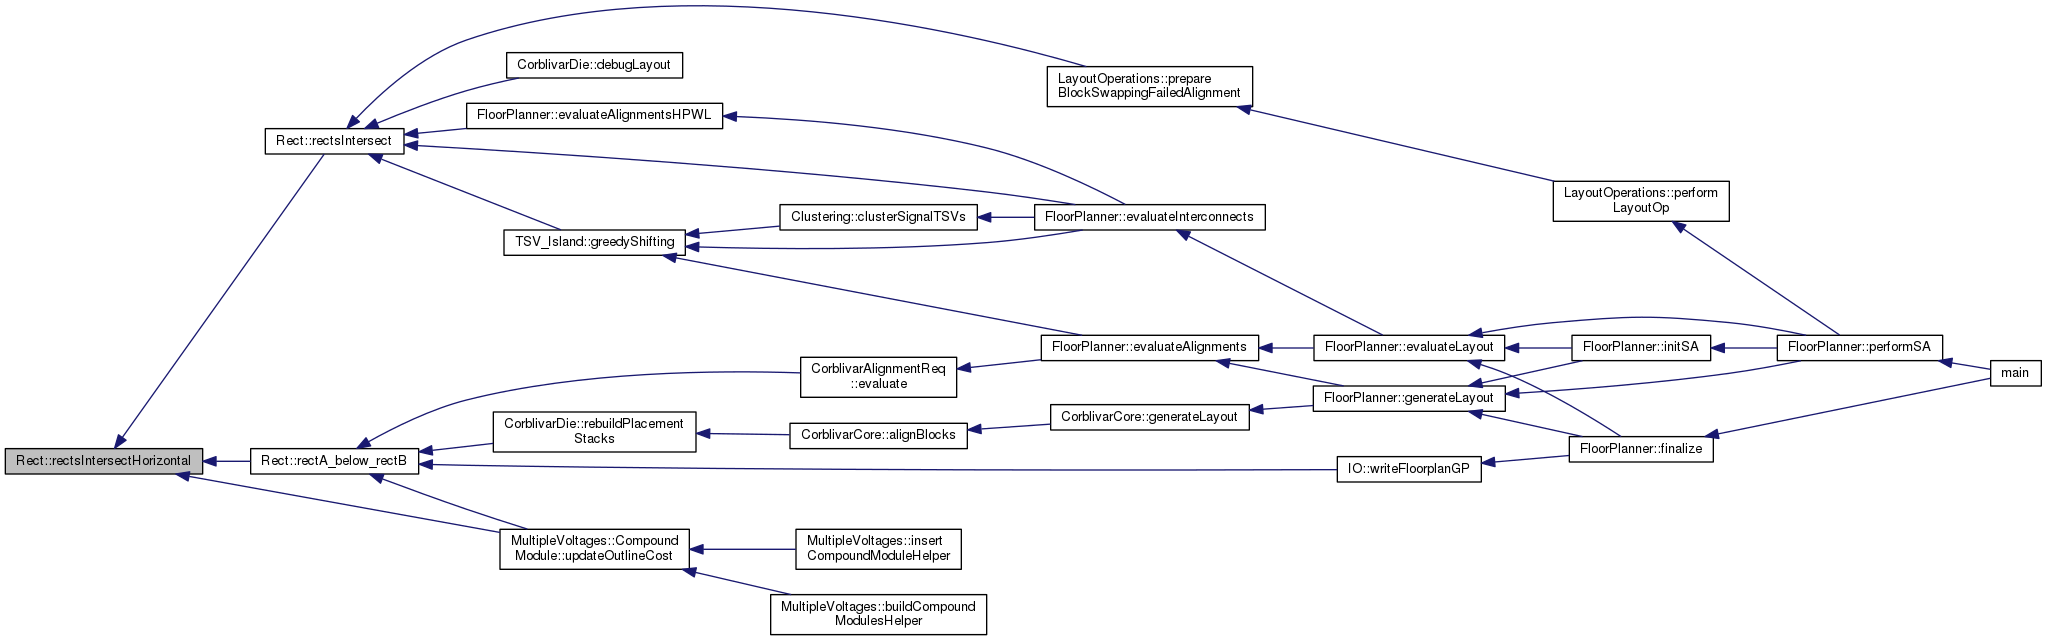 CorblivarDie::debugLayout
LayoutOperations::prepare
BlockSwappingFailedAlignment
FloorPlanner::evaluateAlignmentsHPWL
Rect::rectsIntersect
LayoutOperations::perform
LayoutOp
Clustering::clusterSignalTSVs
FloorPlanner::evaluateInterconnects
TSV_Island::greedyShifting
FloorPlanner::evaluateAlignments
FloorPlanner::evaluateLayout
FloorPlanner::initSA
FloorPlanner::performSA
main
CorblivarAlignmentReq
::evaluate
FloorPlanner::generateLayout
CorblivarDie::rebuildPlacement
Stacks
CorblivarCore::generateLayout
CorblivarCore::alignBlocks
FloorPlanner::finalize
Rect::rectsIntersectHorizontal
Rect::rectA_below_rectB
IO::writeFloorplanGP
MultipleVoltages::Compound
Module::updateOutlineCost
MultipleVoltages::insert
CompoundModuleHelper
MultipleVoltages::buildCompound
ModulesHelper